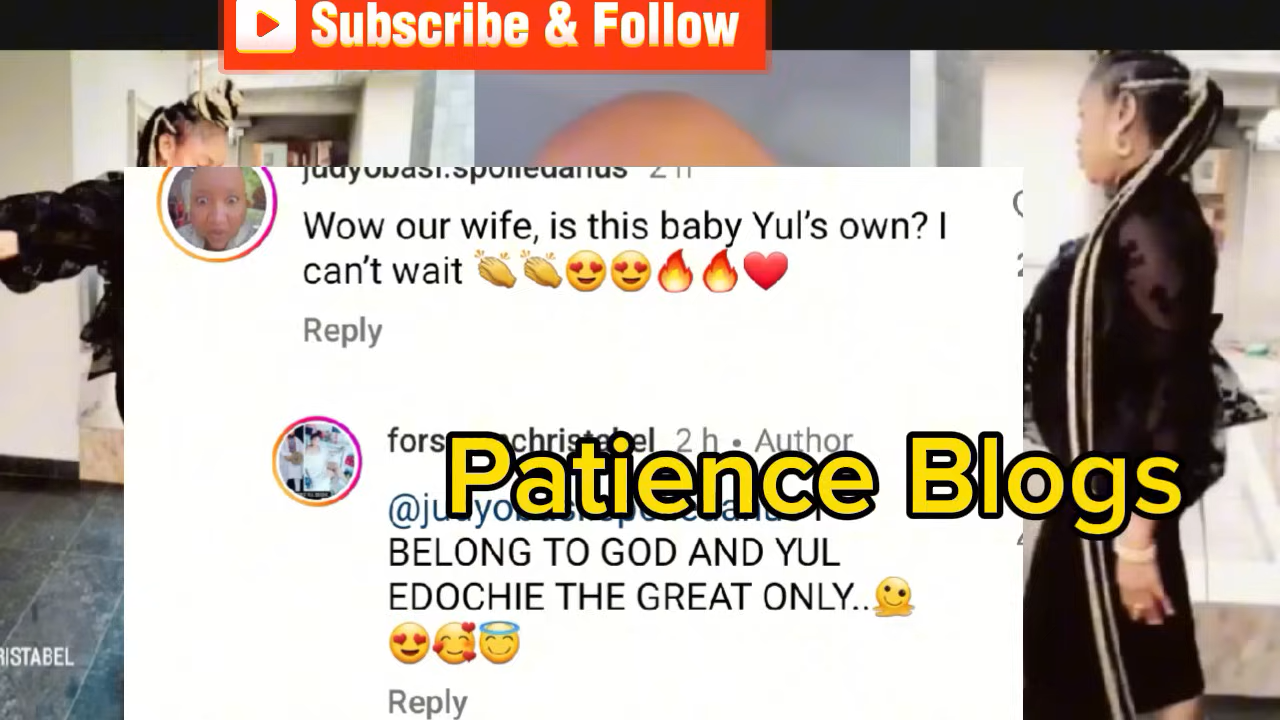 Subscribe & Follow
2 h
Wow our wife, is this baby Yul's own? I
can't wait 👏👏😍😍🔥🔥❤️
Reply
2 h • Author
Patience Blogs
BELONG TO GOD AND YUL
EDOCHIE THE GREAT ONLY..🫠
😍🥰😇
RISTABEL
Reply